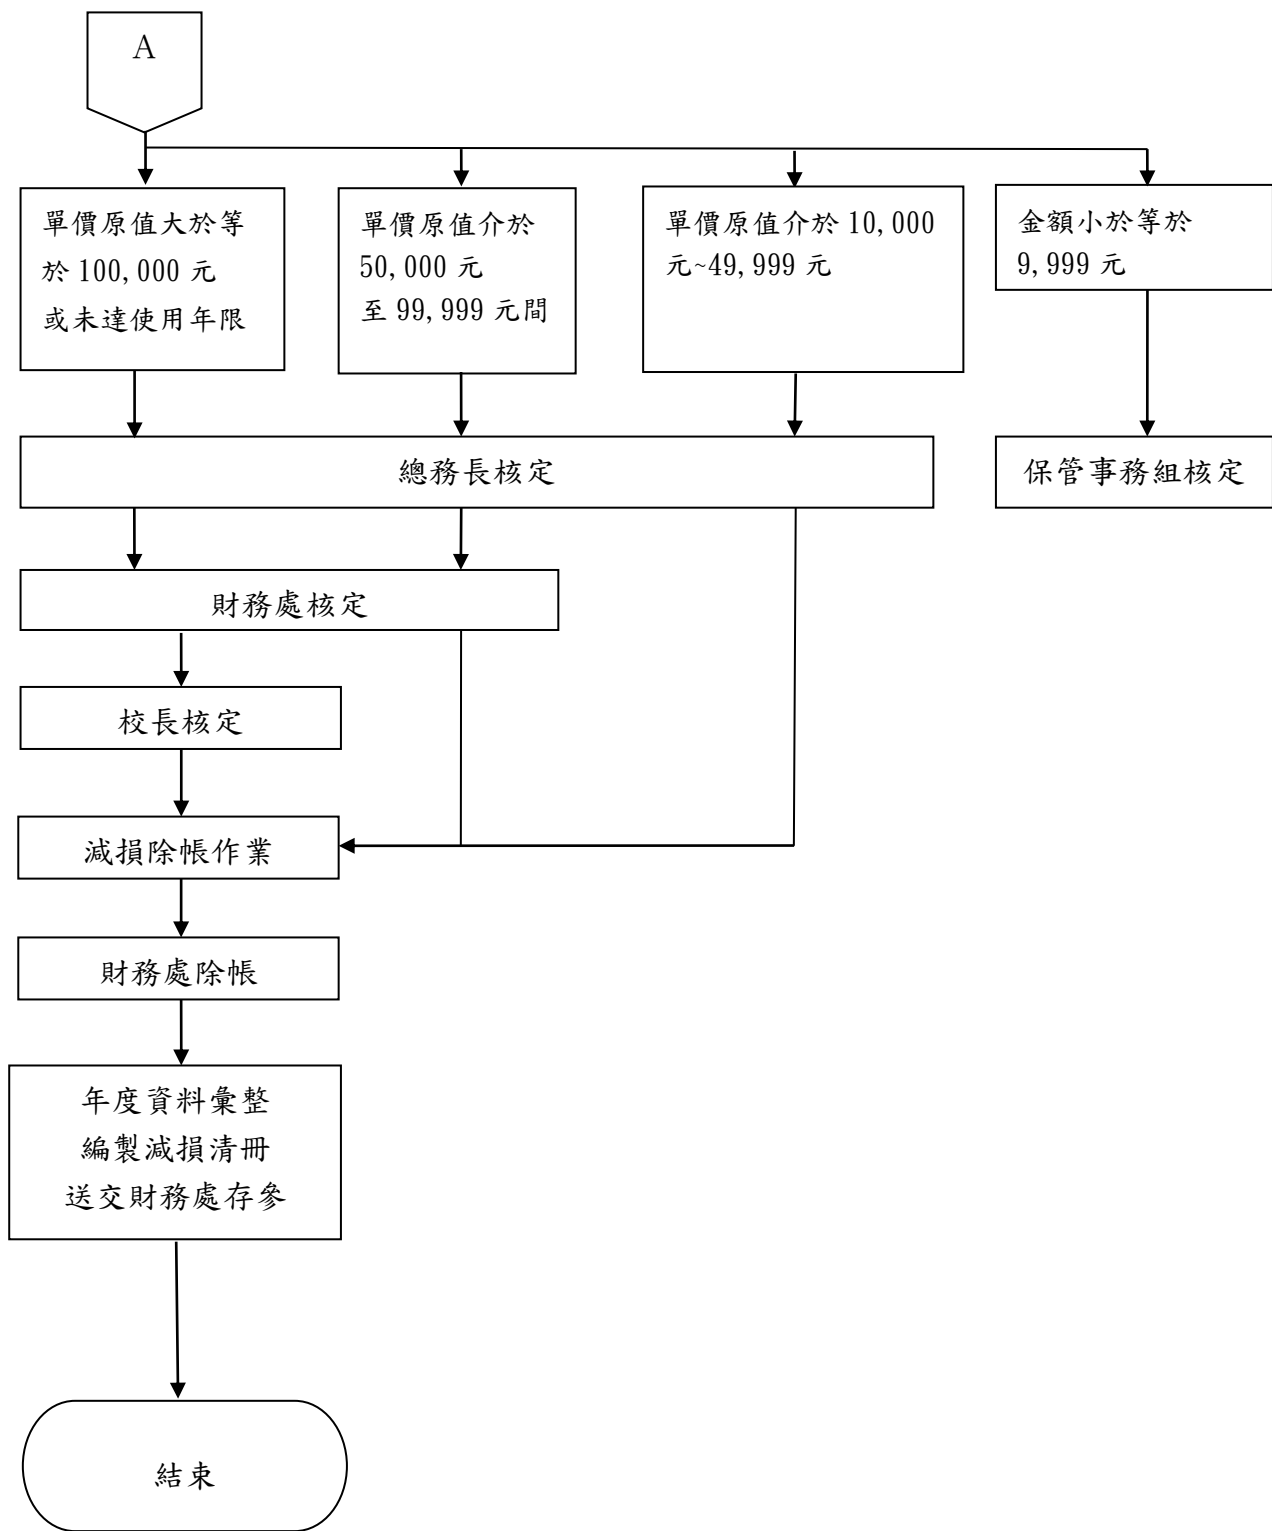 A
單價原值大於等
於 100,000 元
或未達使用年限
單價原值介於
50,000 元
至 99,999 元間
單價原值介於 10,000
元~49,999 元
金額小於等於
9,999 元
總務長核定
保管事務組核定
財務處核定
校長核定
減損除帳作業
財務處除帳
年度資料彙整
編製減損清冊
送交財務處存參
結束